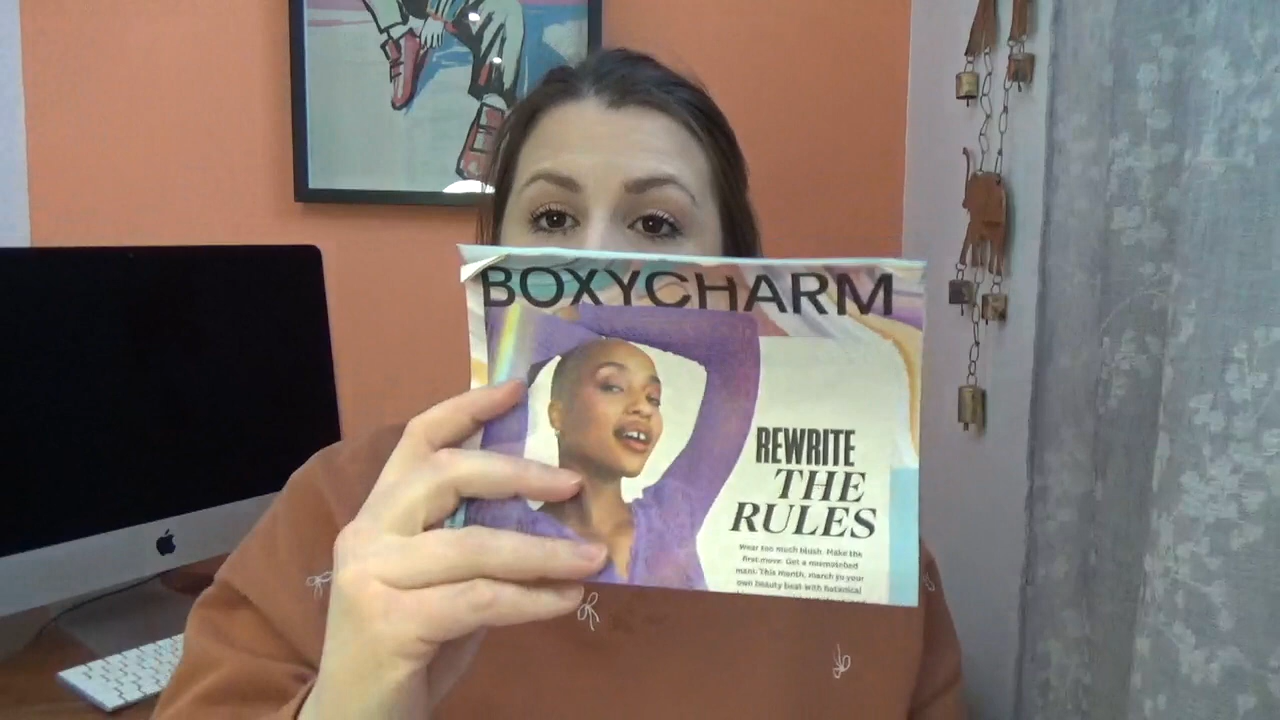 BOXYCHARM
REWRITE
THE
RULES
Wear too much blush. Make the
first move. Get a mismatched
mani. This month, march to your
own beauty beat with botanical